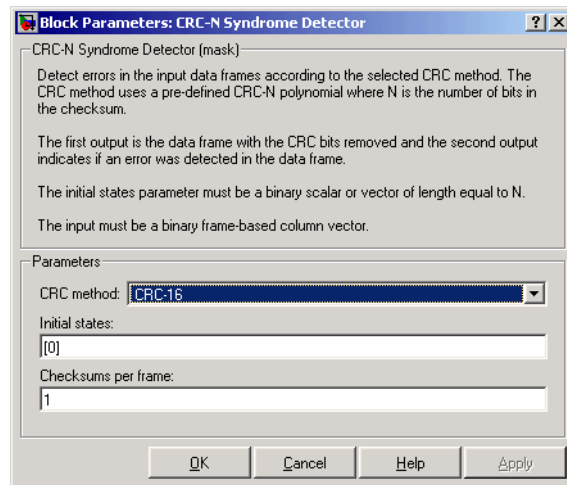 Block Parameters: CRC-N Syndrome Detector
CRC-N Syndrome Detector (mask)
Detect errors in the input data frames according to the selected CRC method. The
CRC method uses a pre-defined CRC-N polynomial where N is the number of bits in
the checksum.
The first output is the data frame with the CRC bits removed and the second output
indicates if an error was detected in the data frame.
The initial states parameter must be a binary scalar or vector of length equal to N.
The input must be a binary frame-based column vector.
Parameters
CRC method: CRC-16
Initial states:
[0]
Checksums per frame:
1
OK Cancel Help Apply